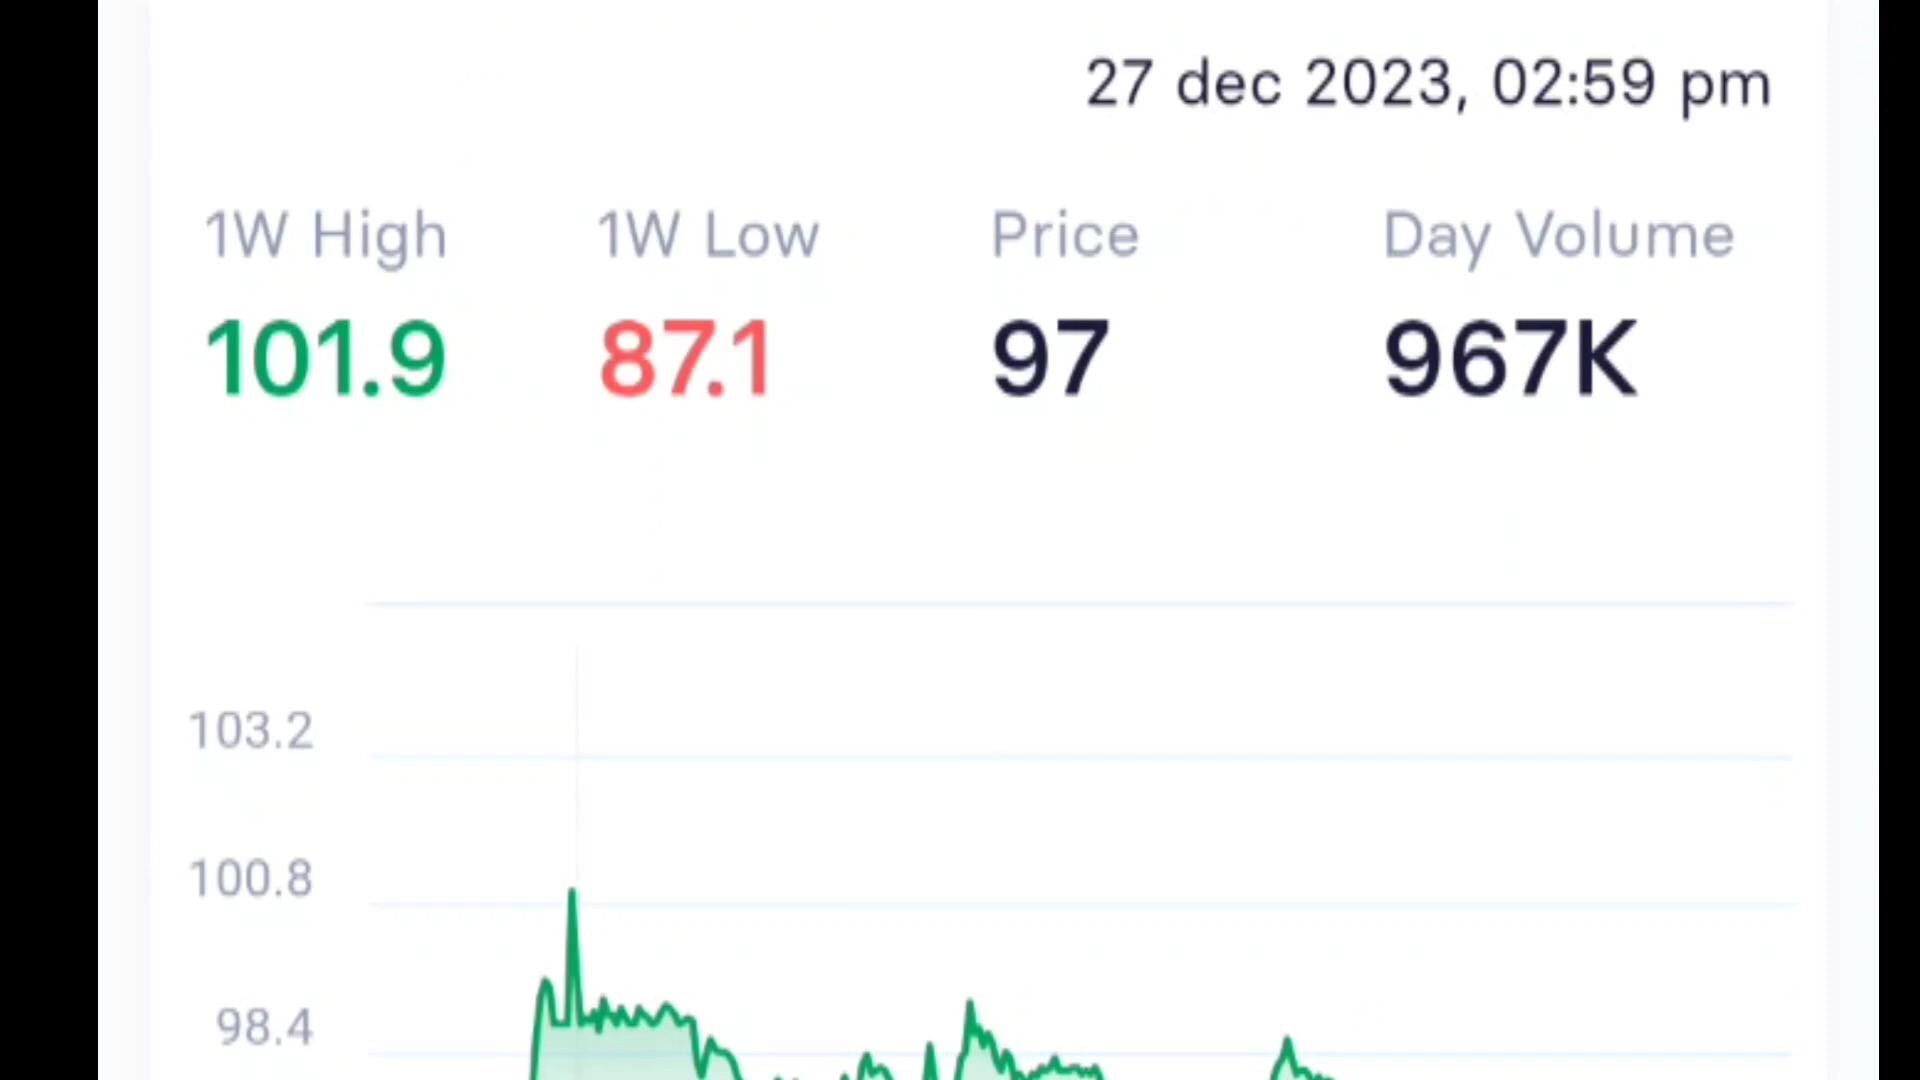 27 dec 2023, 02:59 pm
1W High 1W Low Price Day Volume
101.9 87.1 97 967K
103.2
100.8
98.4